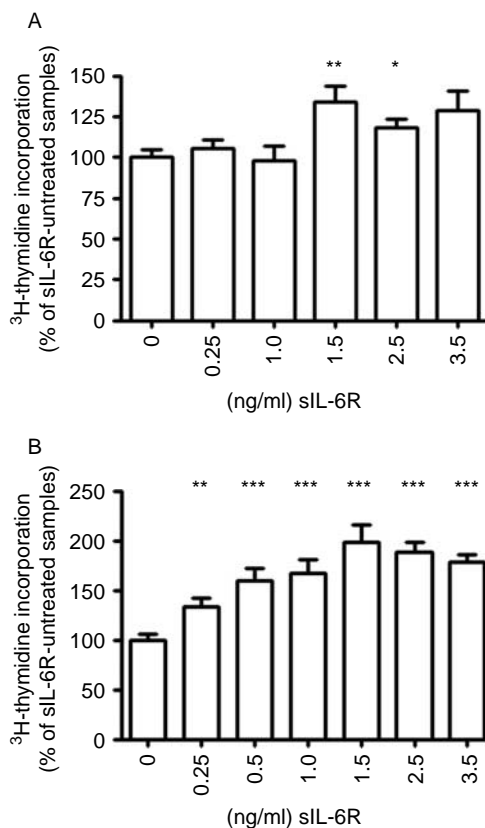 A
³H-thymidine incorporation
(% of sIL-6R-untreated samples)
150
125
100
75
50
25
0
** *
0 0.25 1.0 1.5 2.5 3.5
(ng/ml) sIL-6R
B
³H-thymidine incorporation
(% of sIL-6R-untreated samples)
250
200
150
100
50
0
** *** *** *** *** ***
0 0.25 0.5 1.0 1.5 2.5 3.5
(ng/ml) sIL-6R